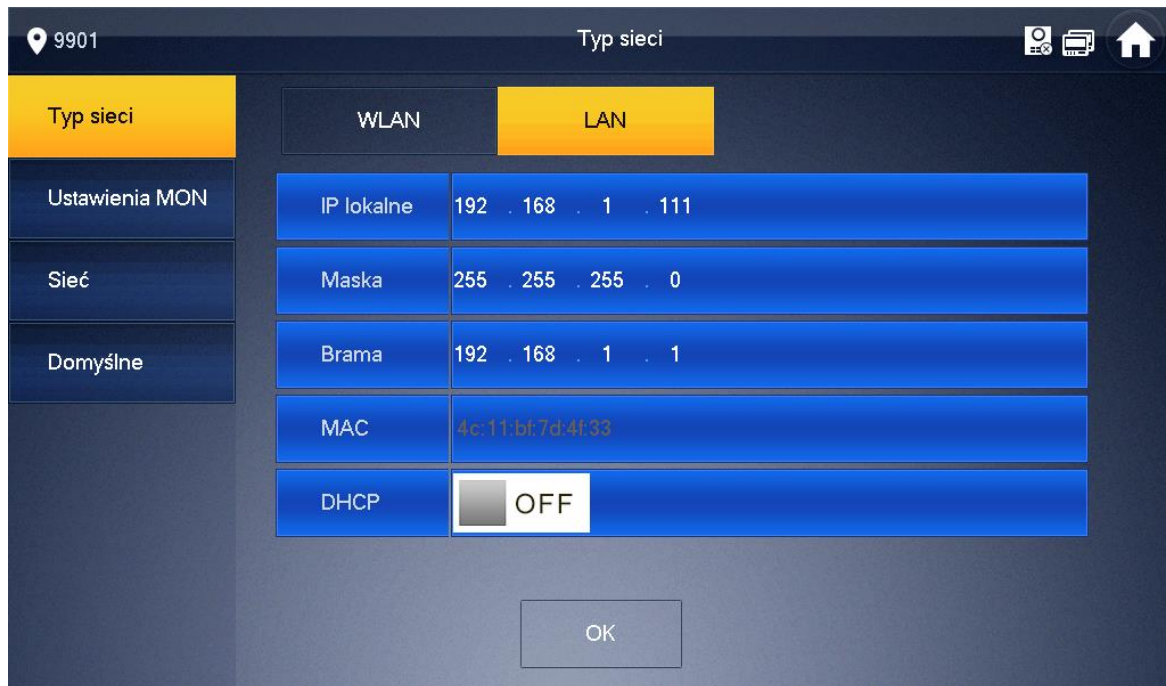 9901
Typ sieci
Typ sieci
WLAN
LAN
Ustawienia MON
IP lokalne
192 . 168 . 1 . 111
Sieć
Maska
255 . 255 . 255 . 0
Domyślne
Brama
192 . 168 . 1 . 1
MAC
4c:11:bf:7d:4f:33
DHCP
OFF
OK